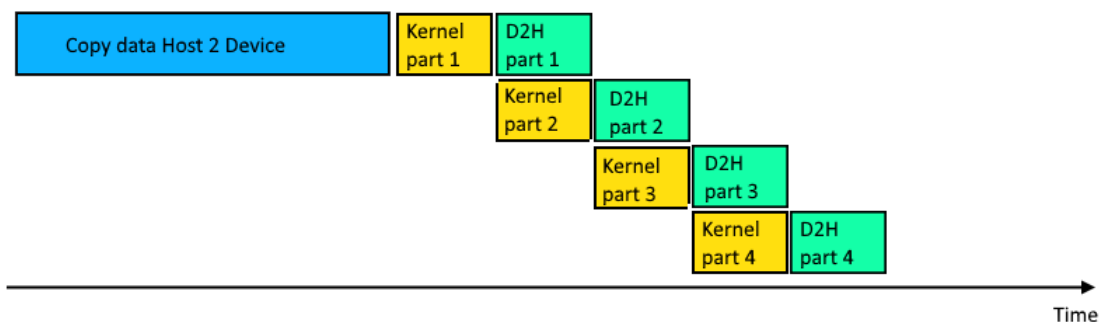 Copy data Host 2 Device
Kernel
part 1
D2H
part 1
Kernel
part 2
D2H
part 2
Kernel
part 3
D2H
part 3
Kernel
part 4
D2H
part 4
Time